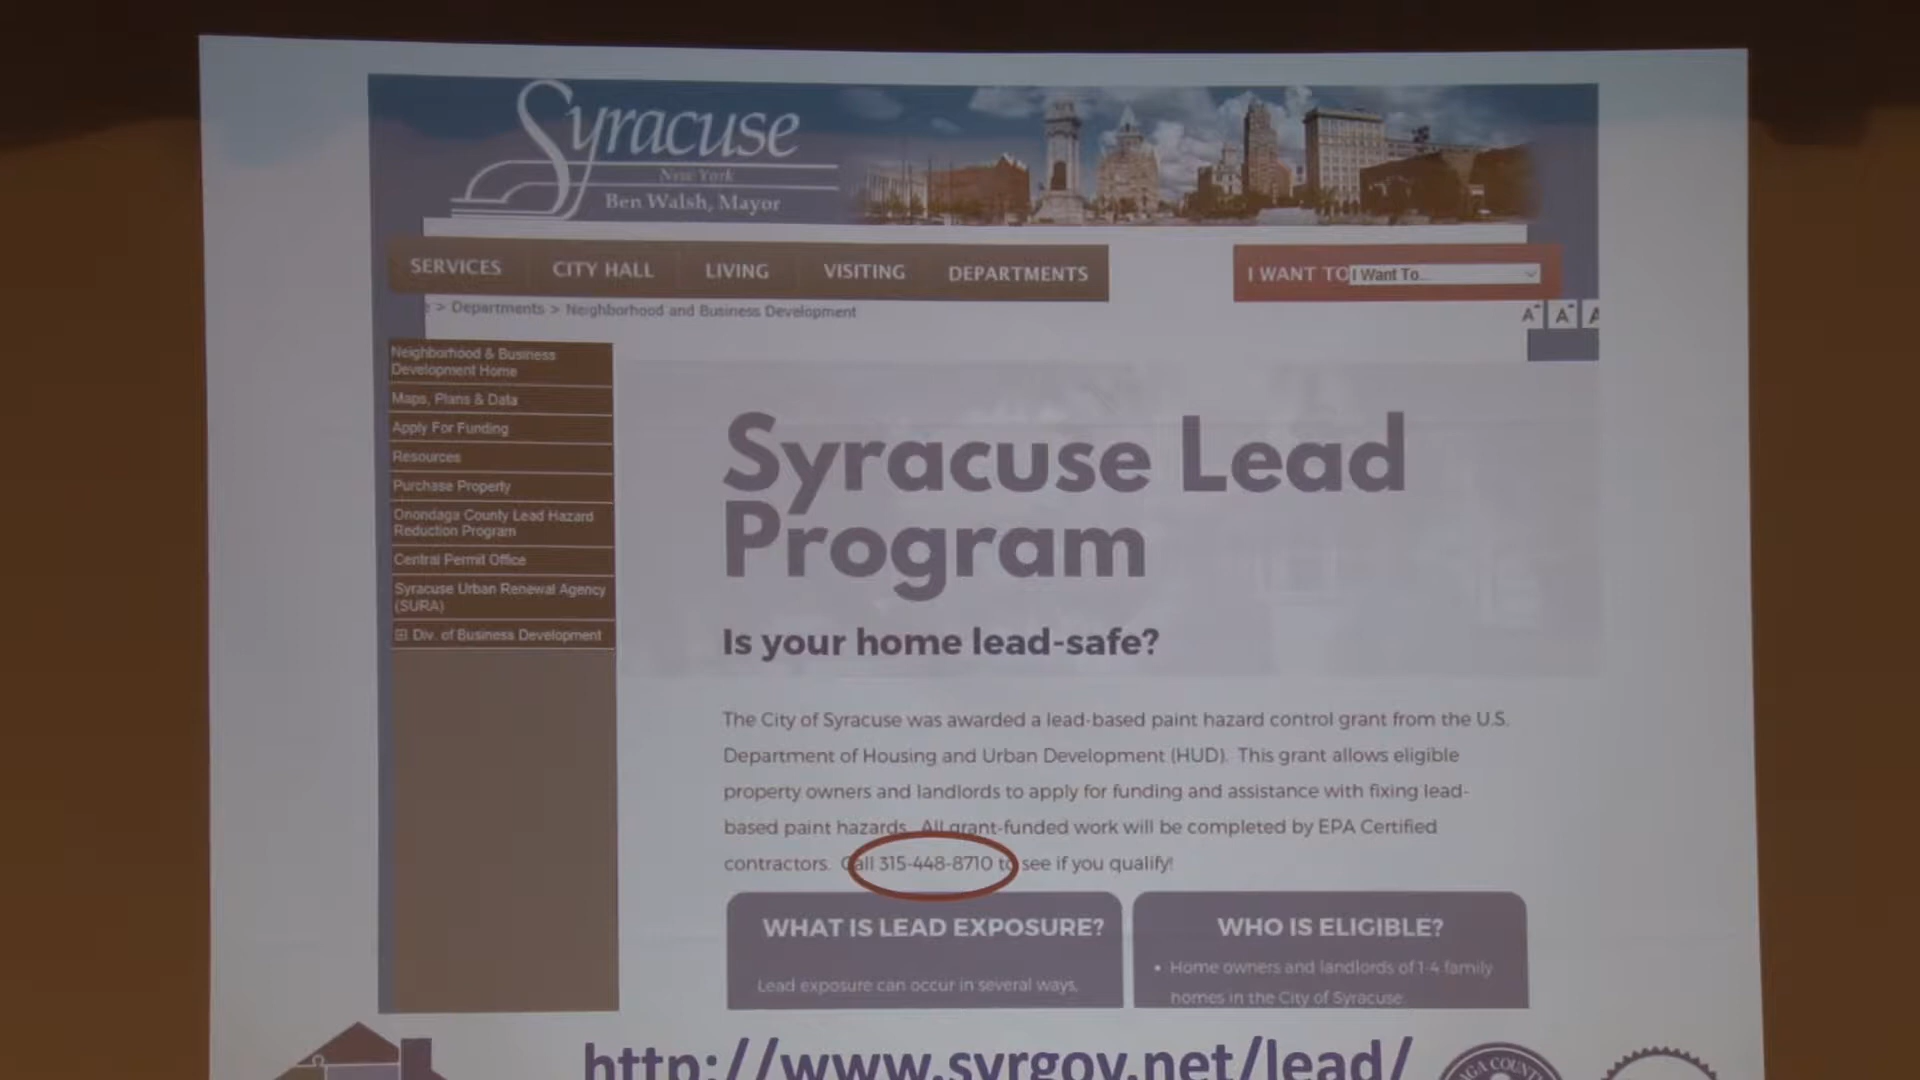 Syracuse
New York
Ben Walsh, Mayor
SERVICES CITY HALL LIVING VISITING DEPARTMENTS
I WANT TO I Want To...
> Departments > Neighborhood and Business Development
A A A
Neighborhood & Business
Development Home
Maps, Plans & Data
Apply For Funding
Resources
Purchase Property
Onondaga County Lead Hazard
Reduction Program
Central Permit Office
Syracuse Urban Renewal Agency
(SURA)
Div. of Business Development
Syracuse Lead
Program
Is your home lead-safe?
The City of Syracuse was awarded a lead-based paint hazard control grant from the U.S.
Department of Housing and Urban Development (HUD). This grant allows eligible
property owners and landlords to apply for funding and assistance with fixing lead-
based paint hazards. All grant-funded work will be completed by EPA Certified
contractors. Call 315-448-8710 to see if you qualify!
WHAT IS LEAD EXPOSURE?
Lead exposure can occur in several ways,
WHO IS ELIGIBLE?
• Home owners and landlords of 1-4 family
homes in the City of Syracuse
http://www.syrgov.net/lead/
AGA COUNT